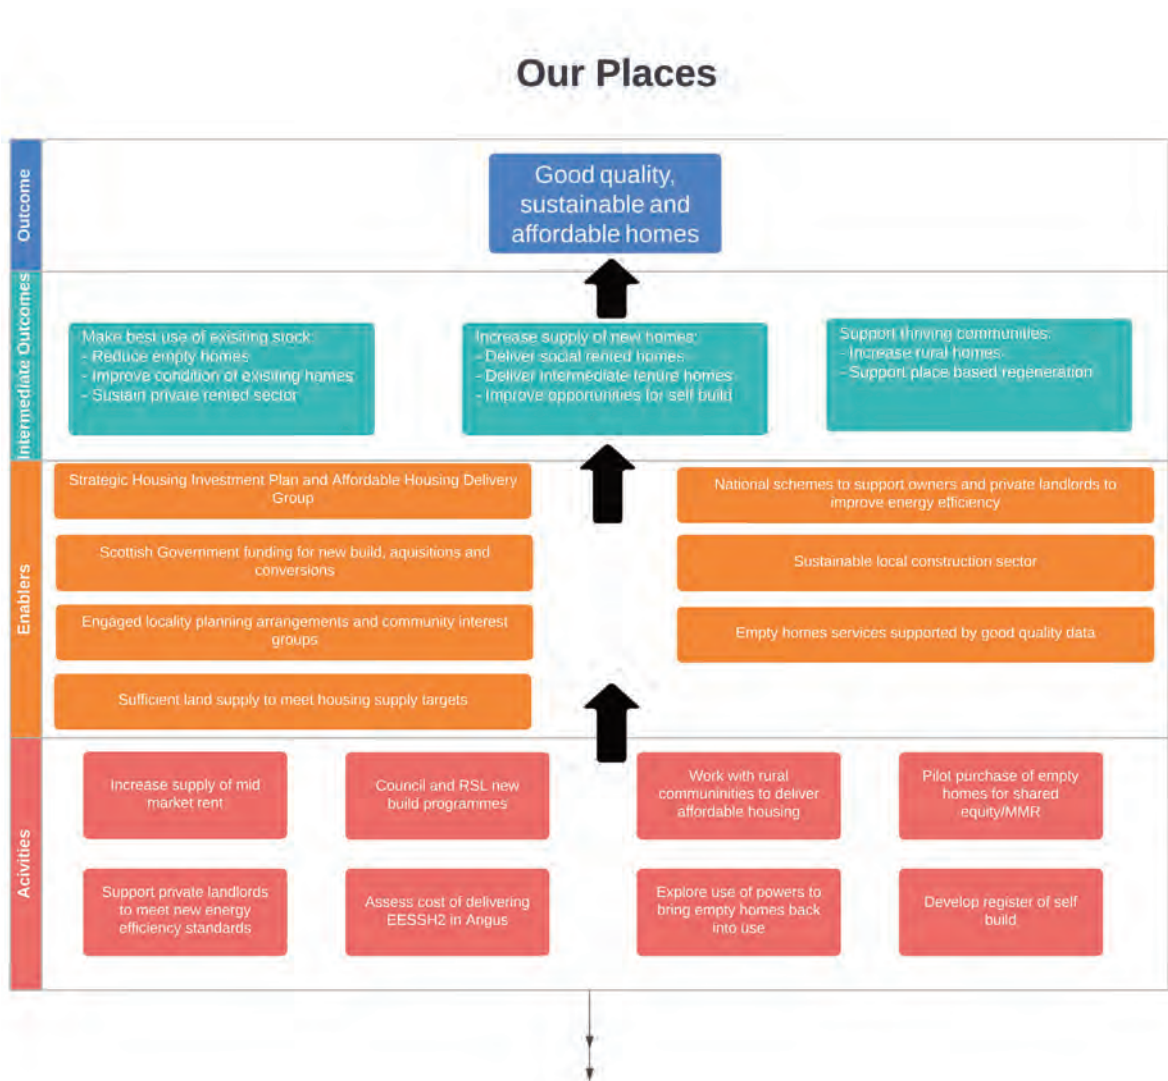 Our Places
Outcome
Good quality,
sustainable and
affordable homes
Intermediate Outcomes
Make best use of exisiting stock:
- Reduce empty homes
- Improve condition of exisiting homes
- Sustain private rented sector
Increase supply of new homes:
- Deliver social rented homes
- Deliver intermediate tenure homes
- Improve opportunities for self build
Support thriving communities:
- Increase rural homes
- Support place based regeneration
Enablers
Strategic Housing Investment Plan and Affordable Housing Delivery
Group
National schemes to support owners and private landlords to
improve energy efficiency
Scottish Government funding for new build, aquisitions and
conversions
Sustainable local construction sector
Engaged locality planning arrangements and community interest
groups
Empty homes services supported by good quality data
Sufficient land supply to meet housing supply targets
Acivities
Increase supply of mid
market rent
Council and RSL new
build programmes
Work with rural
communinities to deliver
affordable housing
Pilot purchase of empty
homes for shared
equity/MMR
Support private landlords
to meet new energy
efficiency standards
Assess cost of delivering
EESSH2 in Angus
Explore use of powers to
bring empty homes back
into use
Develop register of self
build